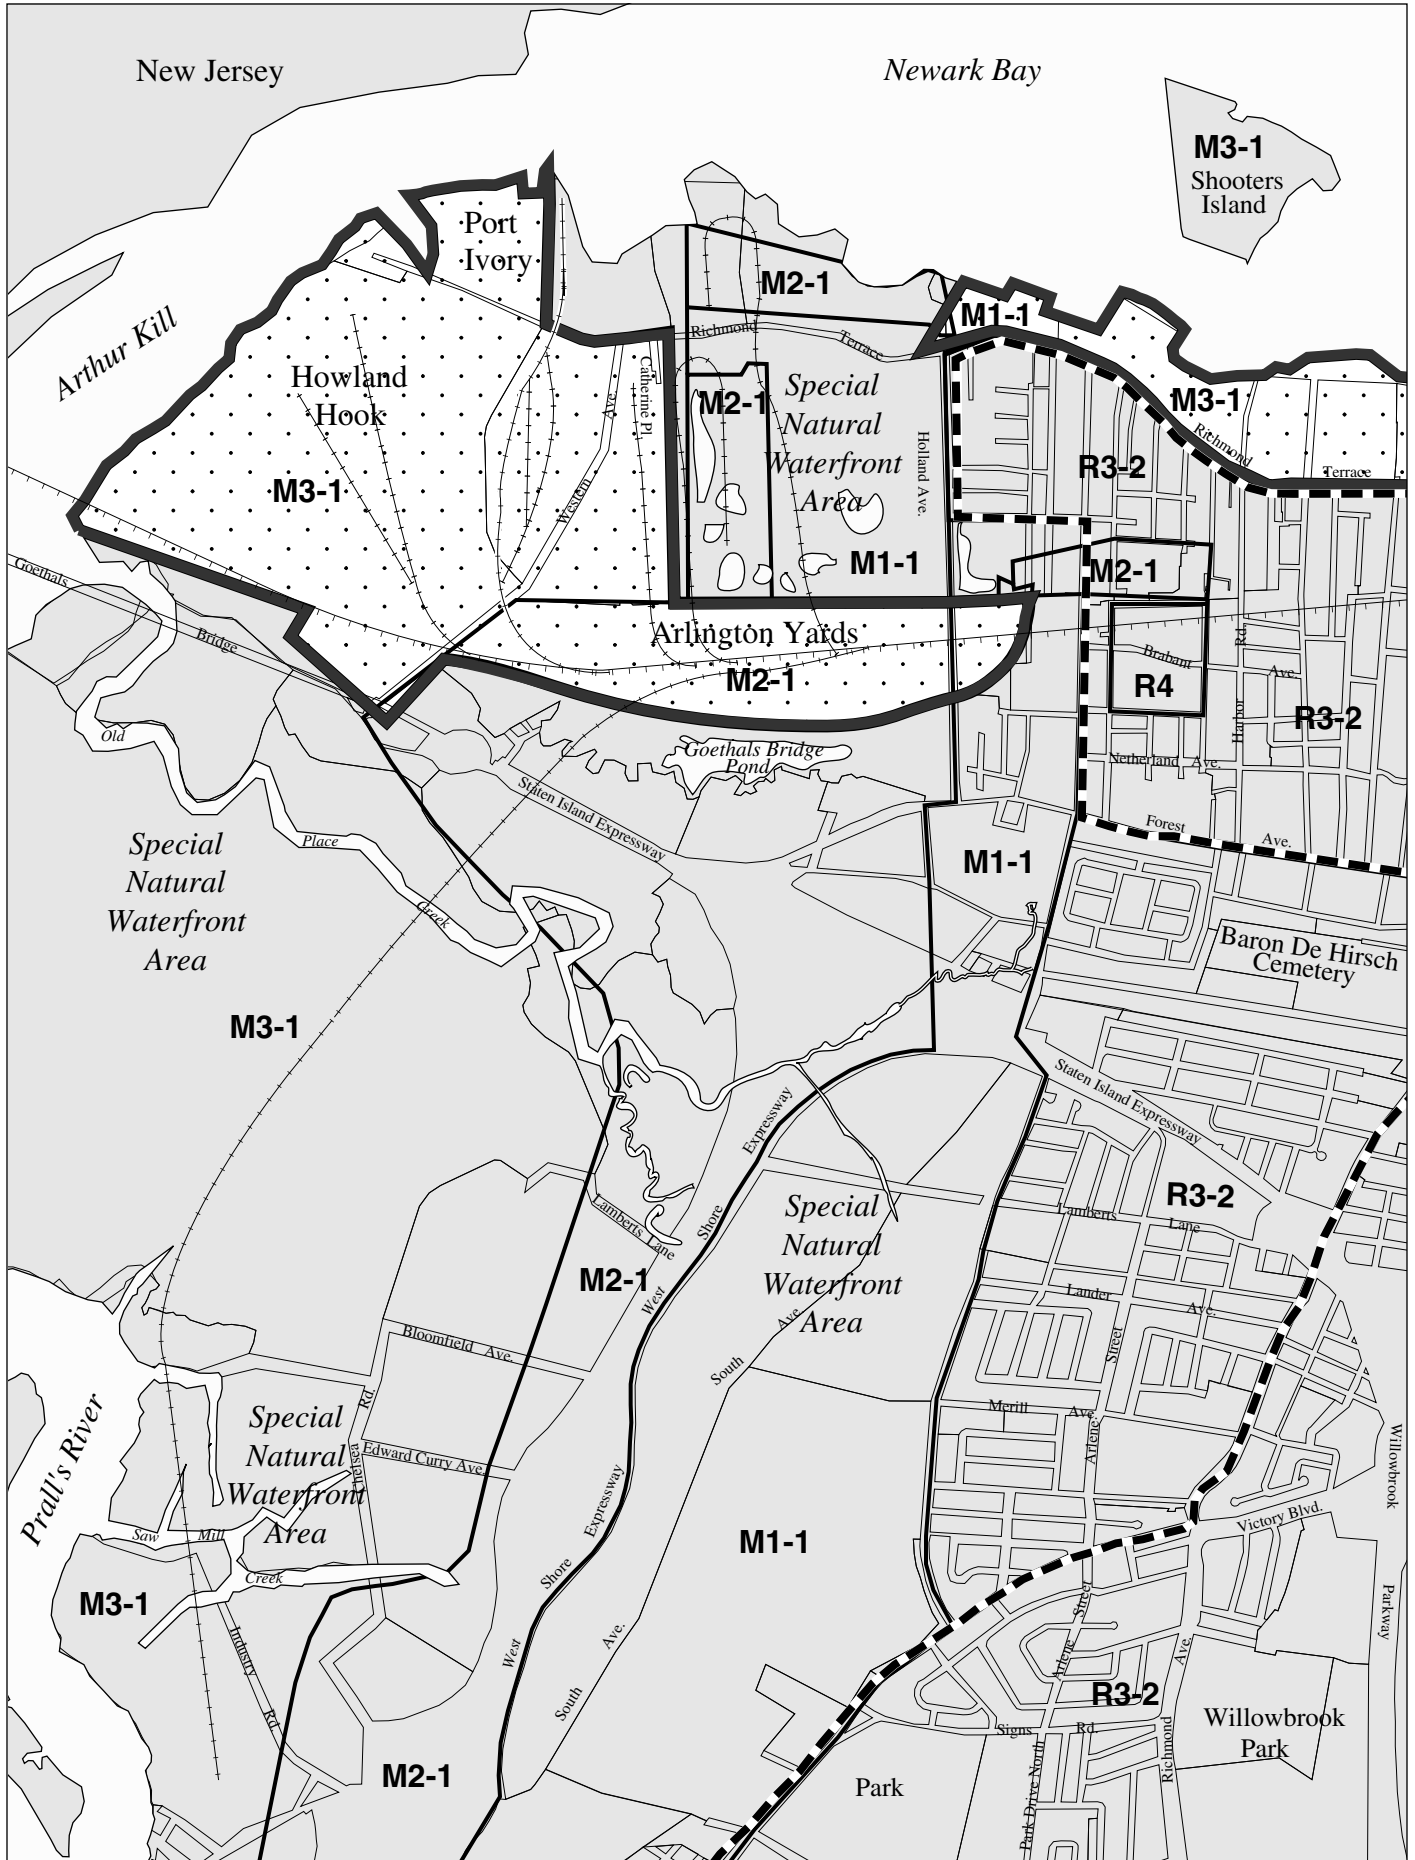 New Jersey
Newark Bay
M3-1
Shooters
Island
Port
Ivory
Arthur Kill
M2-1
M1-1
Richmond
Terrace
Howland
Hook
Ave.
Catherine Pl.
M2-1
Special
Natural
Waterfront
Area
Holland Ave.
M3-1
Richmond
Terrace
R3-2
M3-1
Western
M1-1
M2-1
Goethals
Bridge
Arlington Yards
M2-1
Brabant
Ave.
R4
Harbor
Rd.
R3-2
Old
Goethals Bridge
Pond
Netherland Ave.
Staten Island Expressway
Forest
Ave.
Special
Natural
Waterfront
Area
Place
Creek
M1-1
Baron De Hirsch
Cemetery
M3-1
Staten Island Expressway
Expressway
Shore
West
Special
Natural
Waterfront
Area
R3-2
Lamberts
Lane
Lamberts Lane
M2-1
Lander
Ave.
South
Ave.
Street
Bloomfield Ave.
Prall's River
Special
Natural
Waterfront
Area
Rd.
Chelsea
Edward Curry Ave.
Merill
Ave.
Arlene
Willowbrook
Parkway
Victory Blvd.
Saw
Mill
Creek
Expressway
Shore
West
M1-1
M3-1
Industry
Rd.
South
Ave.
Street
Arlene
Ave.
Richmond
R3-2
Willowbrook
Park
Signs
Rd.
M2-1
Park
Park Drive North